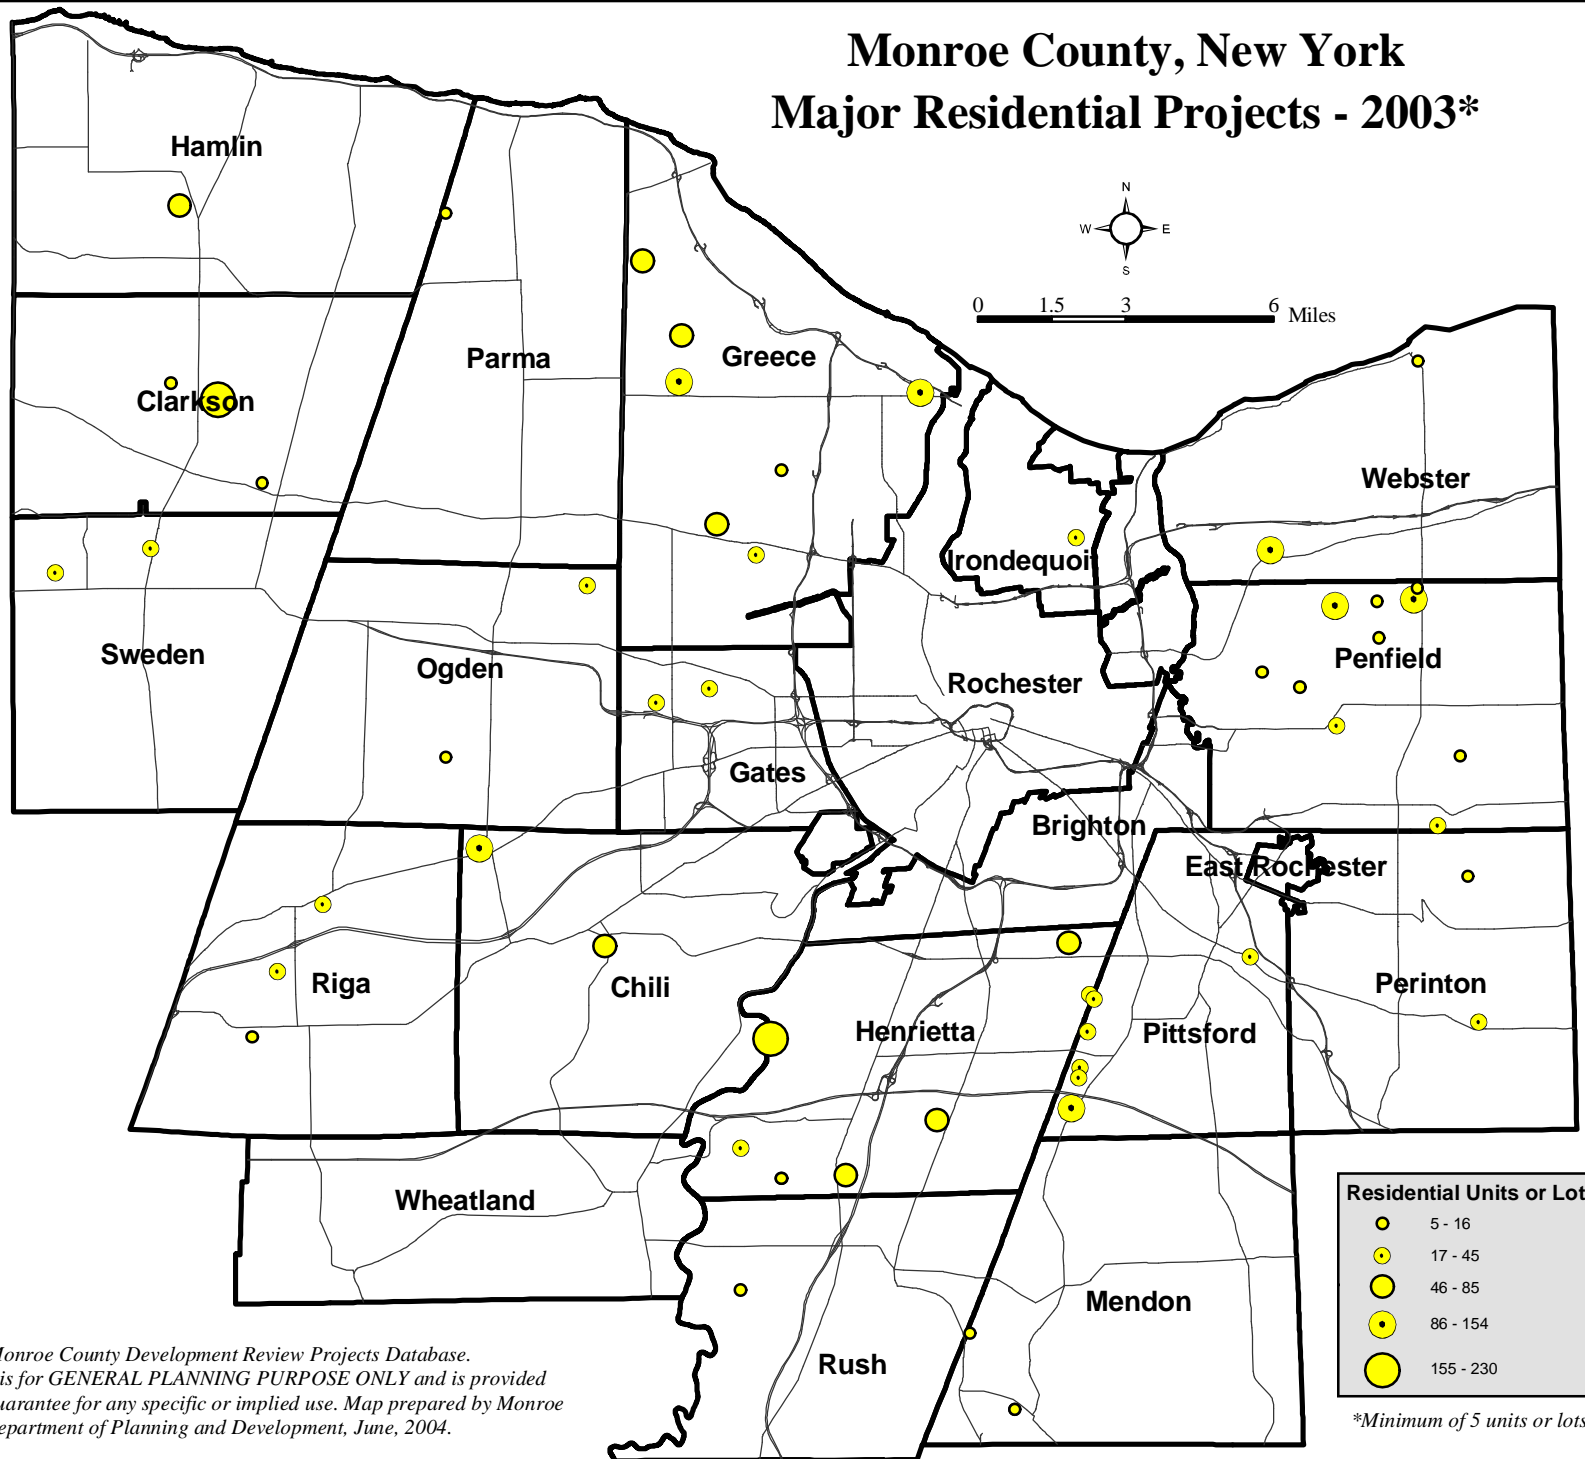 Monroe County, New York
Major Residential Projects - 2003*
N
W E
S
0 1.5 3 6 Miles
Hamlin
Parma
Greece
Clarkson
Webster
Irondequoit
Sweden
Ogden
Rochester
Penfield
Gates
Brighton
East Rochester
Riga
Chili
Henrietta
Pittsford
Perinton
Wheatland
Mendon
Rush
Residential Units or Lot
5 - 16
17 - 45
46 - 85
86 - 154
155 - 230
*Minimum of 5 units or lots
Monroe County Development Review Projects Database.
is for GENERAL PLANNING PURPOSE ONLY and is provided
uarantee for any specific or implied use. Map prepared by Monroe
epartment of Planning and Development, June, 2004.